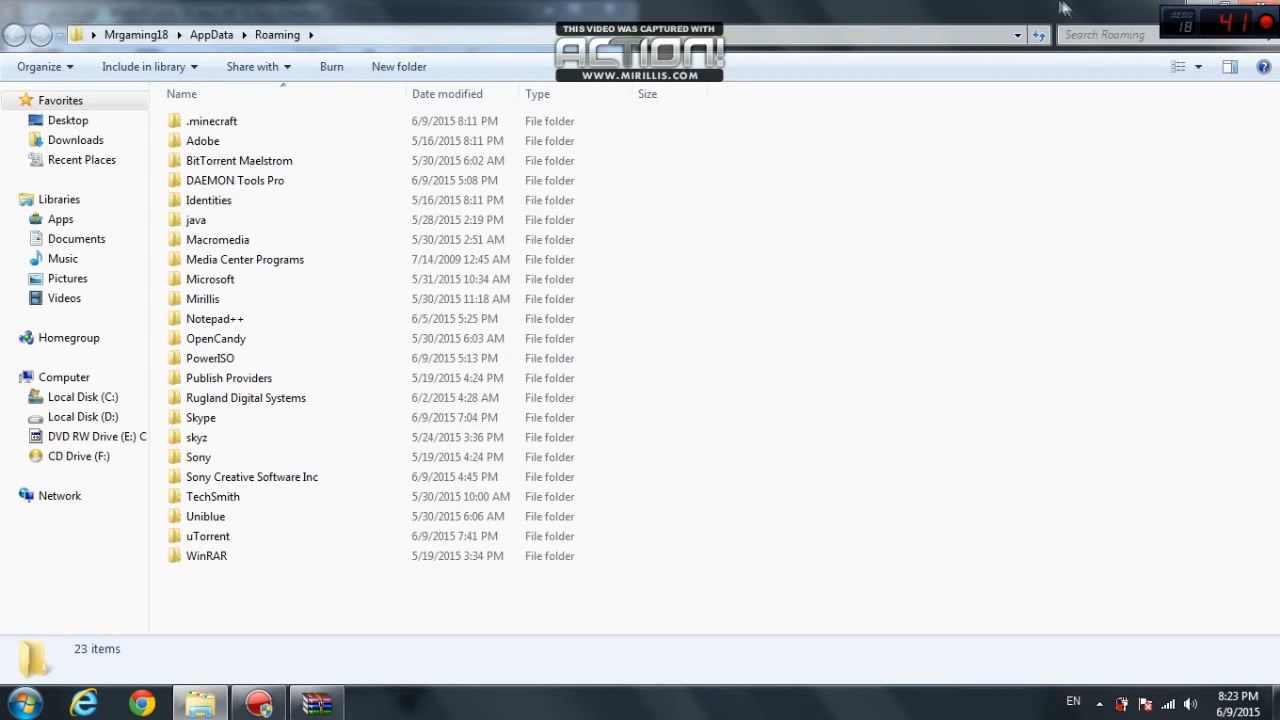 THIS VIDEO WAS CAPTURED WITH
ACTION!
WWW.MIRILLIS.COM
AERO
18
41
Mrgaming18 AppData Roaming
Search Roaming
Organize Include in library Share with Burn New folder
Name Date modified Type Size
Favorites
Desktop
Downloads
Recent Places
Libraries
Apps
Documents
Music
Pictures
Videos
Homegroup
Computer
Local Disk (C:)
Local Disk (D:)
DVD RW Drive (E:) C
CD Drive (F:)
Network
.minecraft 6/9/2015 8:11 PM File folder
Adobe 5/16/2015 8:11 PM File folder
BitTorrent Maelstrom 5/30/2015 6:02 AM File folder
DAEMON Tools Pro 6/9/2015 5:08 PM File folder
Identities 5/16/2015 8:11 PM File folder
java 5/28/2015 2:19 PM File folder
Macromedia 5/30/2015 2:51 AM File folder
Media Center Programs 7/14/2009 12:45 AM File folder
Microsoft 5/31/2015 10:34 AM File folder
Mirillis 5/30/2015 11:18 AM File folder
Notepad++ 6/5/2015 5:25 PM File folder
OpenCandy 5/30/2015 6:03 AM File folder
PowerISO 6/9/2015 5:13 PM File folder
Publish Providers 5/19/2015 4:24 PM File folder
Rugland Digital Systems 6/2/2015 4:28 AM File folder
Skype 6/9/2015 7:04 PM File folder
skyz 5/24/2015 3:36 PM File folder
Sony 5/19/2015 4:24 PM File folder
Sony Creative Software Inc 6/9/2015 4:45 PM File folder
TechSmith 5/30/2015 10:00 AM File folder
Uniblue 5/30/2015 6:06 AM File folder
uTorrent 6/9/2015 7:41 PM File folder
WinRAR 5/19/2015 3:34 PM File folder
23 items
EN
8:23 PM
6/9/2015